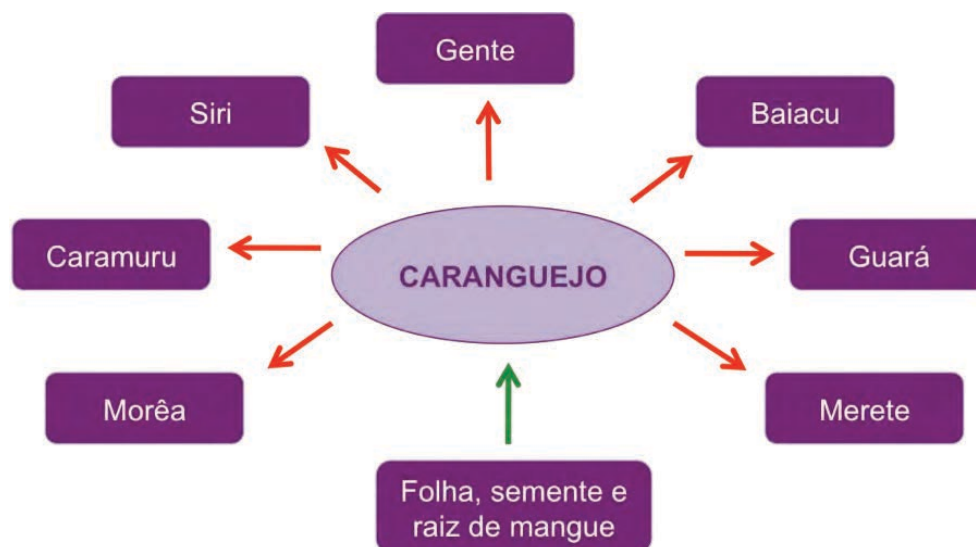 Gente
Siri
Baiacu
Caramuru
CARANGUEJO
Guará
Morêa
Merete
Folha, semente e
raiz de mangue